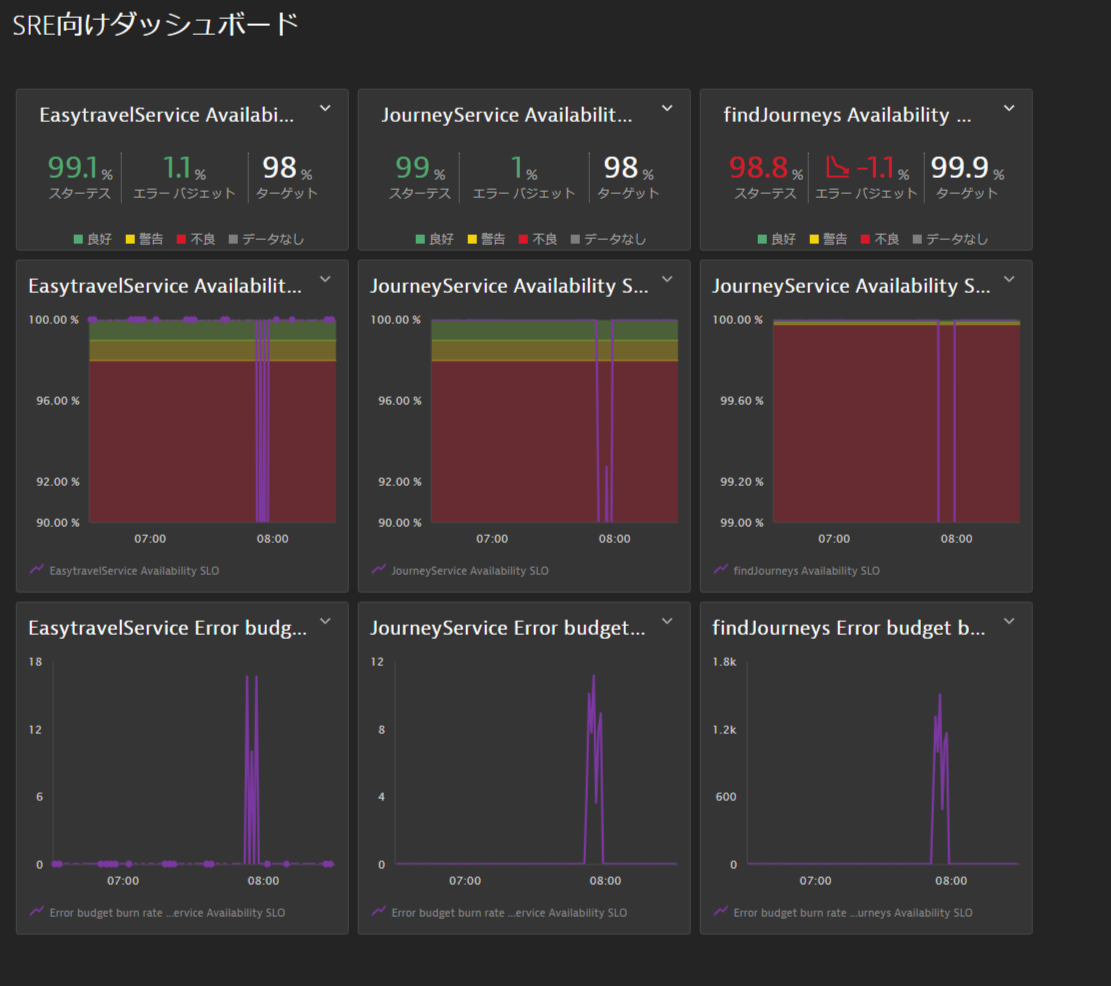 SRE向けダッシュボード
EasytravelService Availabi...
99.1 %
スターテス
1.1 %
エラー バジェット
98 %
ターゲット
良好 警告 不良 データなし
JourneyService Availabilit...
99 %
スターテス
1 %
エラー バジェット
98 %
ターゲット
良好 警告 不良 データなし
findJourneys Availability ...
98.8 %
スターテス
-1.1 %
エラー バジェット
99.9 %
ターゲット
良好 警告 不良 データなし
EasytravelService Availabilit...
100.00 %
96.00 %
92.00 %
90.00 %
07:00 08:00
EasytravelService Availability SLO
JourneyService Availability S...
100.00 %
96.00 %
92.00 %
90.00 %
07:00 08:00
JourneyService Availability SLO
JourneyService Availability S...
100.00 %
99.60 %
99.20 %
99.00 %
07:00 08:00
findJourneys Availability SLO
EasytravelService Error budg...
18
12
6
0
07:00 08:00
Error budget burn rate ...ervice Availability SLO
JourneyService Error budget...
12
8
4
0
07:00 08:00
Error budget burn rate ...ervice Availability SLO
findJourneys Error budget b...
1.8k
1.2k
600
0
07:00 08:00
Error budget burn rate ...urneys Availability SLO